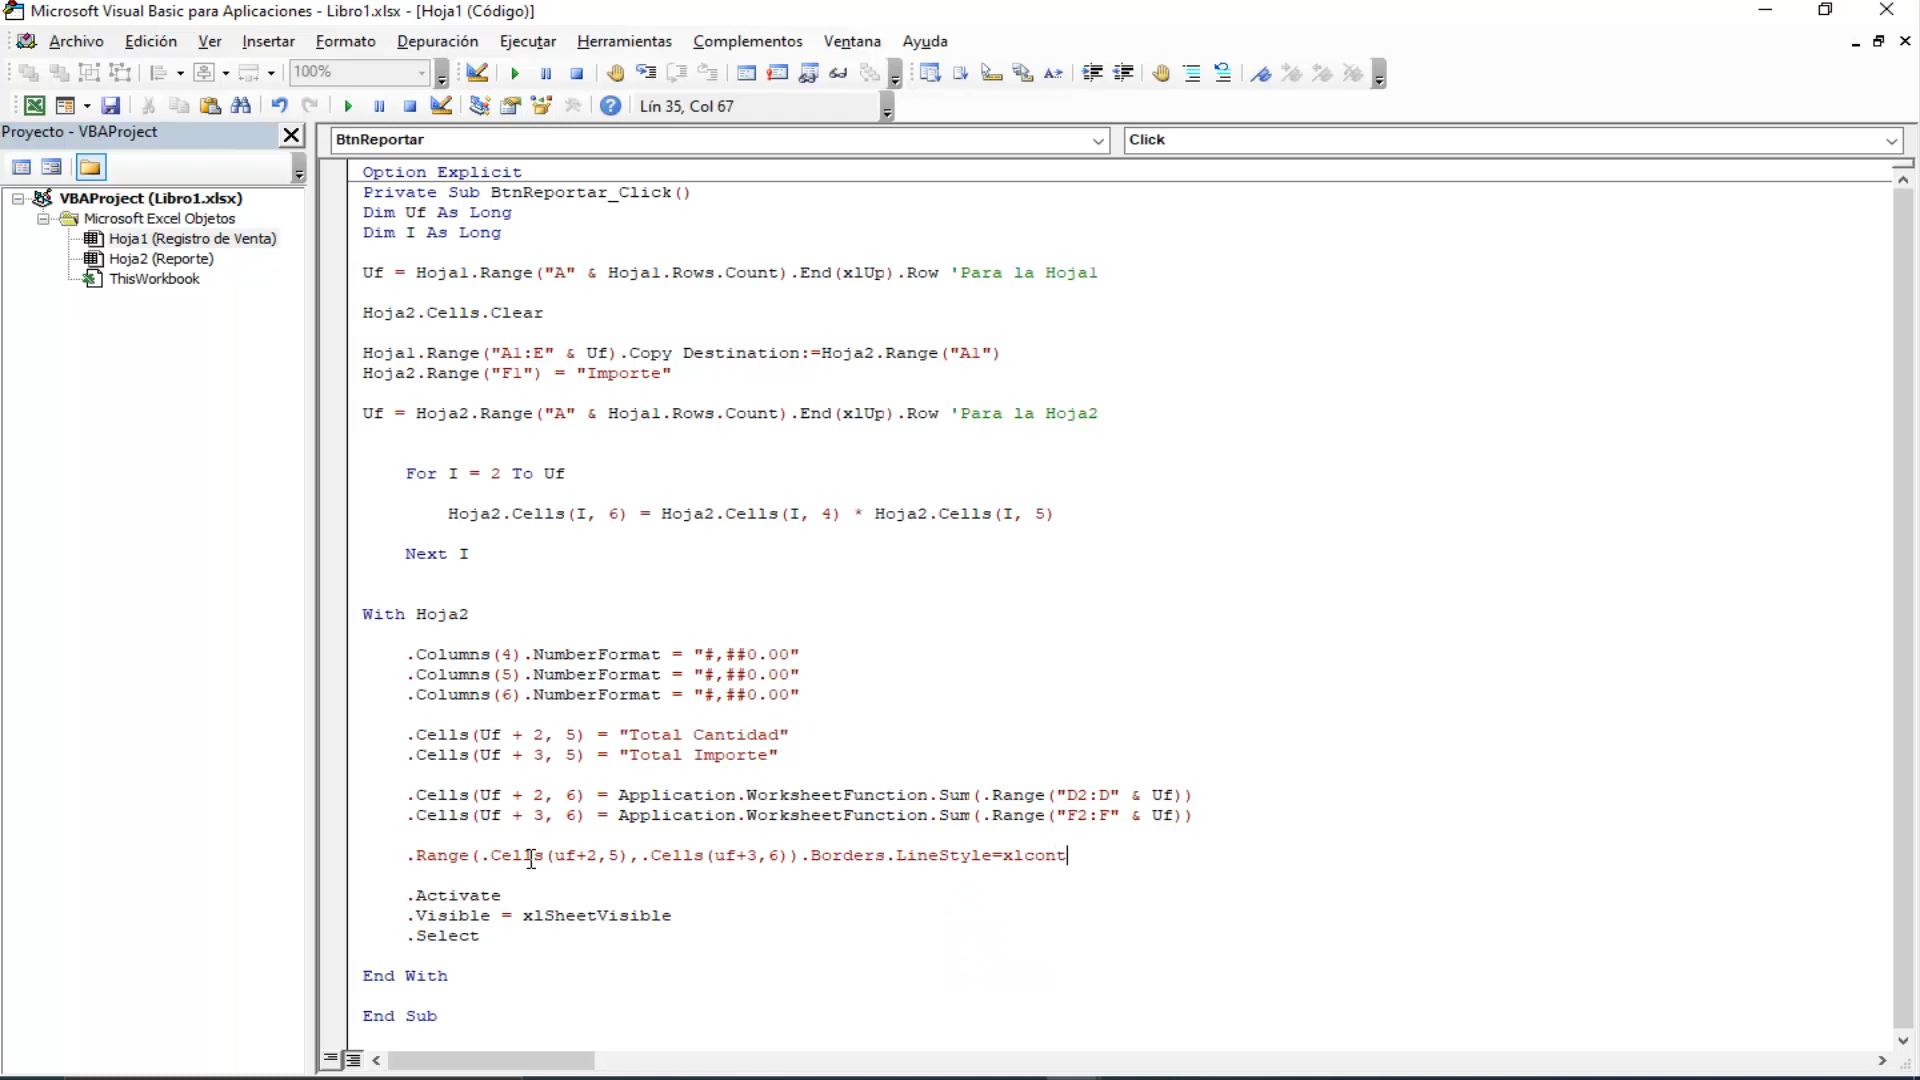 Microsoft Visual Basic para Aplicaciones - Libro1.xlsx - [Hoja1 (Código)]
Archivo Edición Ver Insertar Formato Depuración Ejecutar Herramientas Complementos Ventana Ayuda
100%
Lín 35, Col 67
Proyecto - VBAProject
VBAProject (Libro1.xlsx)
Microsoft Excel Objetos
Hoja1 (Registro de Venta)
Hoja2 (Reporte)
ThisWorkbook
BtnReportar
Click
Option Explicit
Private Sub BtnReportar_Click()
Dim Uf As Long
Dim I As Long
Uf = Hoja1.Range("A" & Hoja1.Rows.Count).End(xlUp).Row 'Para la Hoja1
Hoja2.Cells.Clear
Hoja1.Range("A1:E" & Uf).Copy Destination:=Hoja2.Range("A1")
Hoja2.Range("F1") = "Importe"
Uf = Hoja2.Range("A" & Hoja1.Rows.Count).End(xlUp).Row 'Para la Hoja2
For I = 2 To Uf
Hoja2.Cells(I, 6) = Hoja2.Cells(I, 4) * Hoja2.Cells(I, 5)
Next I
With Hoja2
.Columns(4).NumberFormat = "#,##0.00"
.Columns(5).NumberFormat = "#,##0.00"
.Columns(6).NumberFormat = "#,##0.00"
.Cells(Uf + 2, 5) = "Total Cantidad"
.Cells(Uf + 3, 5) = "Total Importe"
.Cells(Uf + 2, 6) = Application.WorksheetFunction.Sum(.Range("D2:D" & Uf))
.Cells(Uf + 3, 6) = Application.WorksheetFunction.Sum(.Range("F2:F" & Uf))
.Range(.Cells(uf+2,5),.Cells(uf+3,6)).Borders.LineStyle=xlcont
.Activate
.Visible = xlSheetVisible
.Select
End With
End Sub